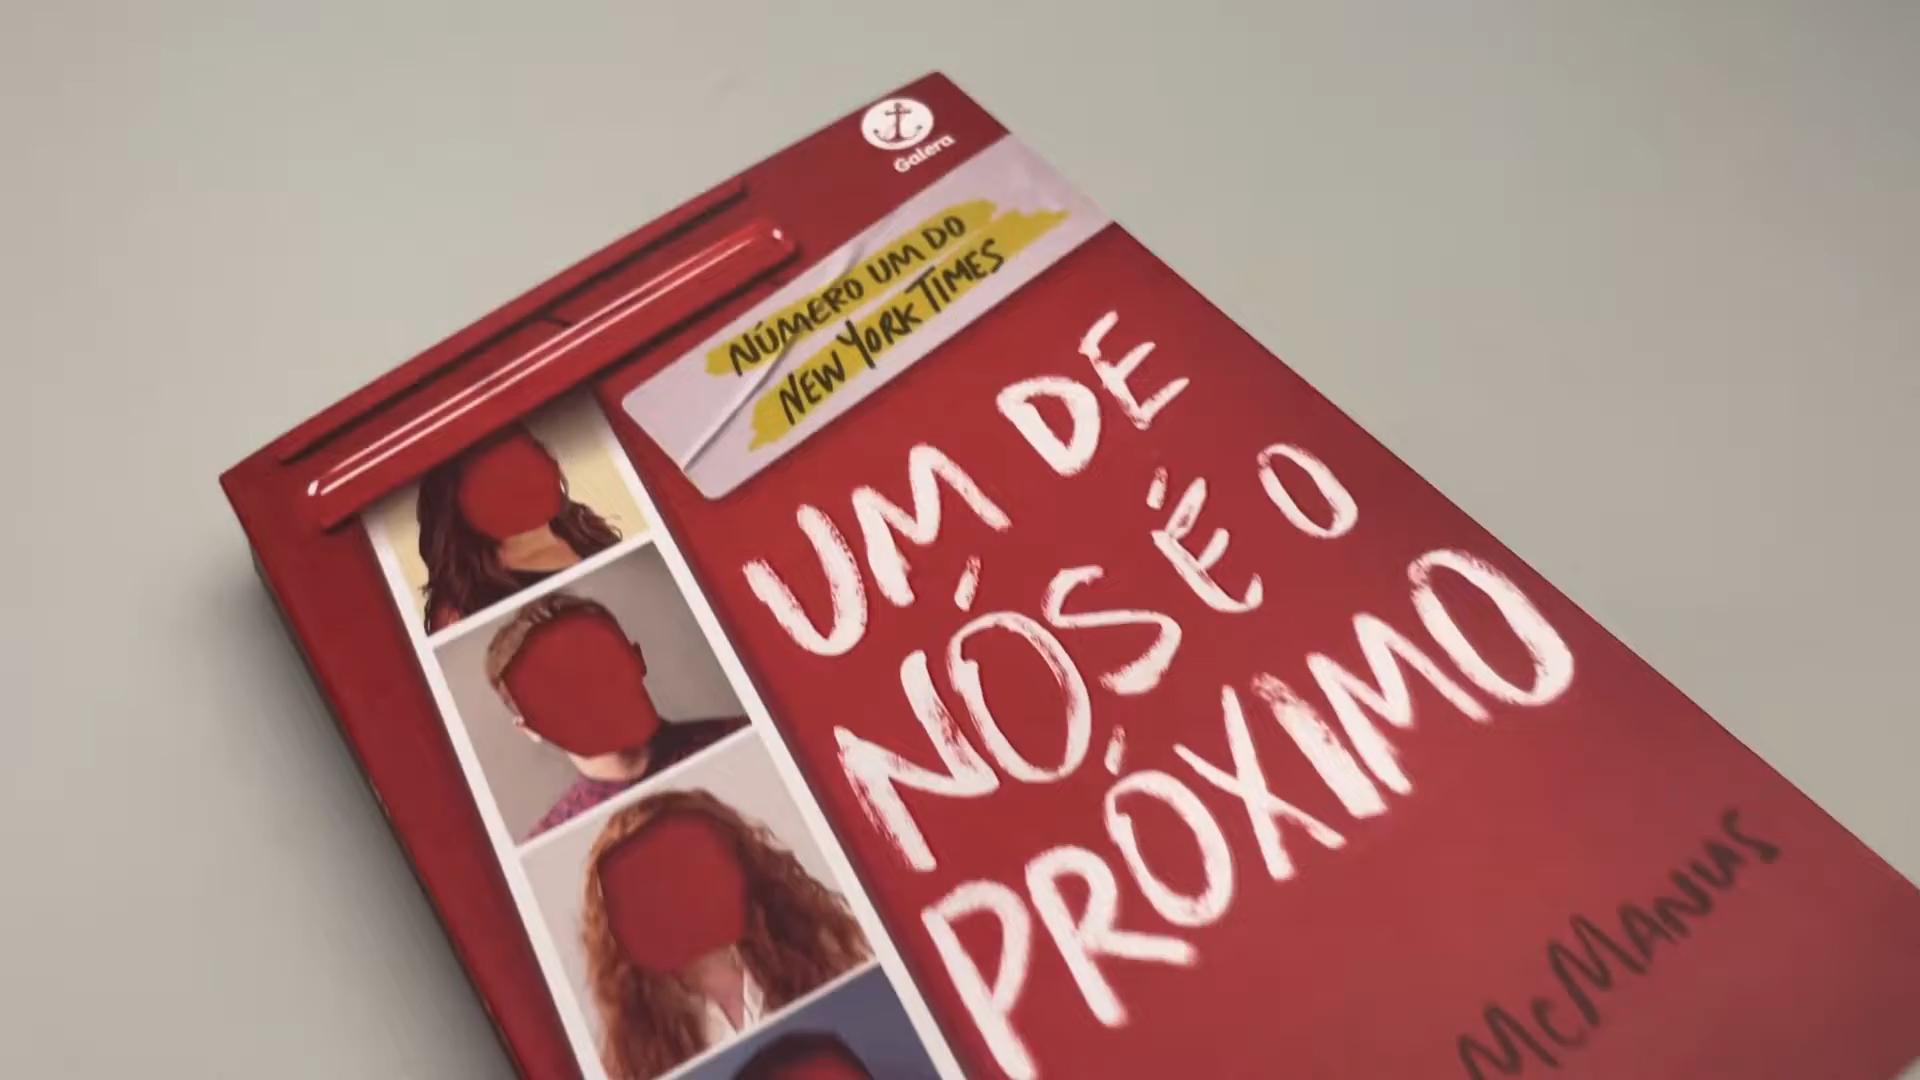 Galera
NÚMERO UM DO
NEW YORK TIMES
UM DE
NÓS É O
PRÓXIMO
McMANUS